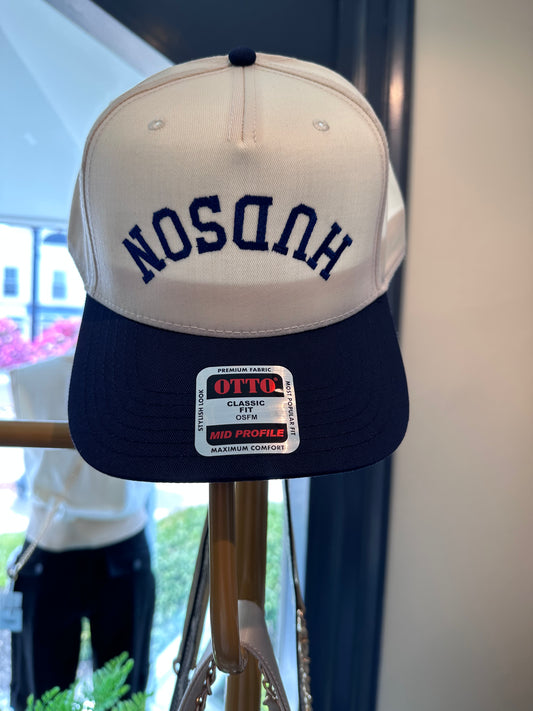 HUDSON
PREMIUM FABRIC
STYLISH LOOK
OTTO
CLASSIC
FIT
OSFM
MID PROFILE
MOST POPULAR FIT
MAXIMUM COMFORT